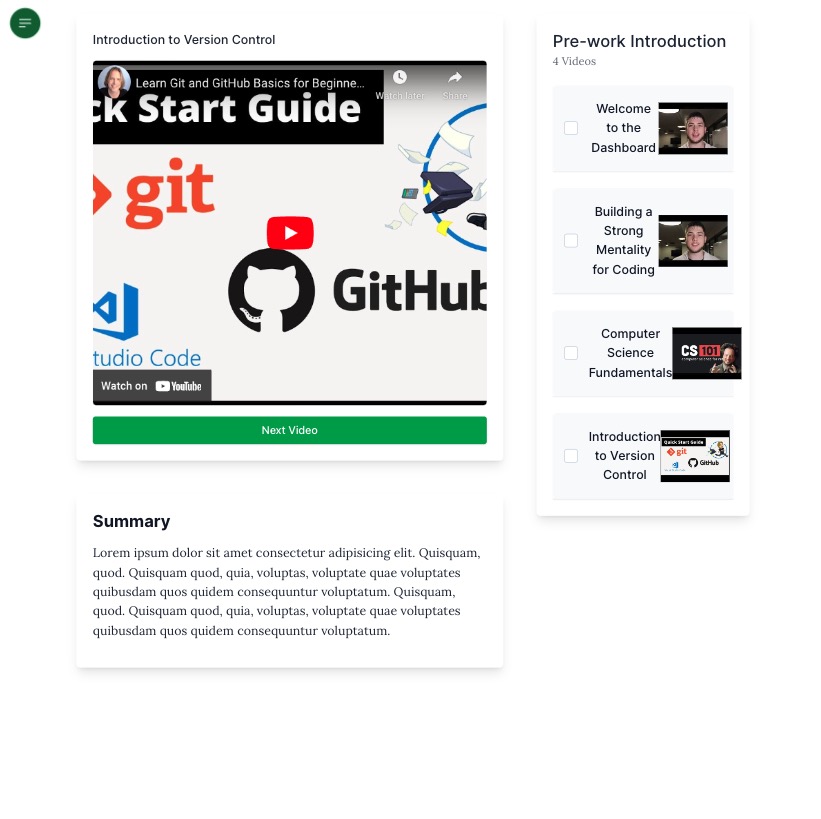 Introduction to Version Control
Learn Git and GitHub Basics for Beginne...
Watch later
Share
ck Start Guide
git
GitHub
tudio Code
Watch on YouTube
Next Video
Summary
Lorem ipsum dolor sit amet consectetur adipisicing elit. Quisquam,
quod. Quisquam quod, quia, voluptas, voluptate quae voluptates
quibusdam quos quidem consequuntur voluptatum. Quisquam,
quod. Quisquam quod, quia, voluptas, voluptate quae voluptates
quibusdam quos quidem consequuntur voluptatum.
Pre-work Introduction
4 Videos
Welcome
to the
Dashboard
Building a
Strong
Mentality
for Coding
Computer
Science
Fundamentals
CS 101
Introduction
to Version
Control
Quick Start Guide
git
GitHub